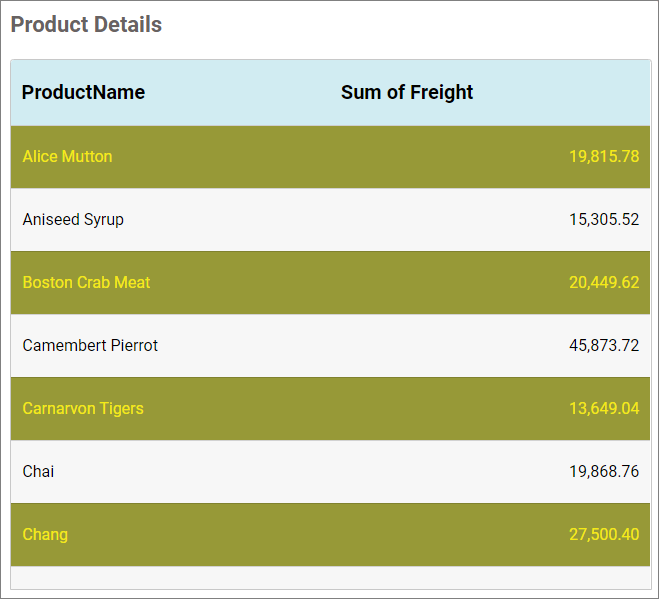 Product Details
ProductName Sum of Freight
Alice Mutton 19,815.78
Aniseed Syrup 15,305.52
Boston Crab Meat 20,449.62
Camembert Pierrot 45,873.72
Carnarvon Tigers 13,649.04
Chai 19,868.76
Chang 27,500.40